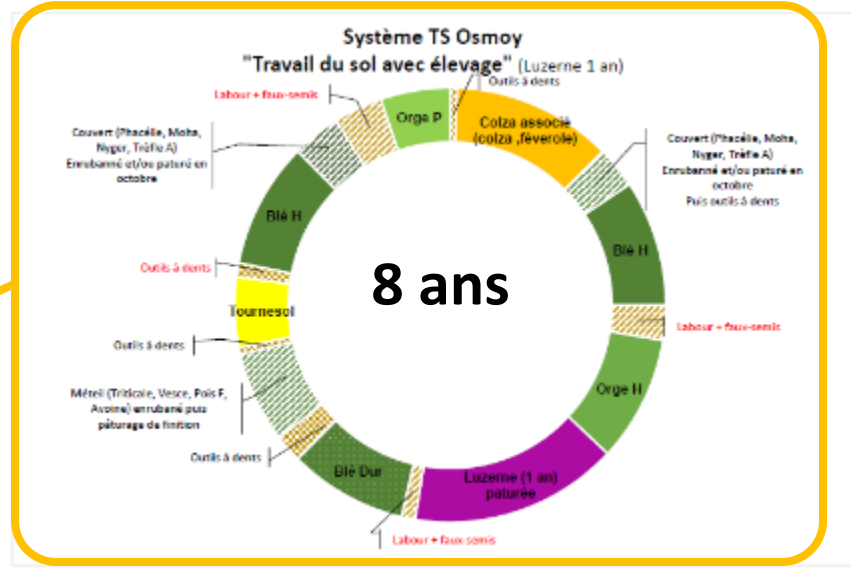 Système TS Osmoy
"Travail du sol avec élevage" (Luzerne 1 an)
Outils à dents
Labour + faux-semis
Orge P
Colza associé
(colza ,féverole)
Couvert (Phacélie, Moha,
Nyger, Trèfle A)
Enrubanné et/ou paturé en
octobre
Couvert (Phacélie, Moha,
Nyger, Trèfle A)
Enrubanné et/ou paturé en
octobre
Puis outils à dents
Blé H
Blé H
Outils à dents
8 ans
Tournesol
Labour + faux-semis
Outils à dents
Orge H
Méteil (Triticale, Vesce, Pois F,
Avoine) enrubané puis
pâturage de finition
Outils à dents
Blé Dur
Luzerne (1 an)
paturée
Labour + faux-semis